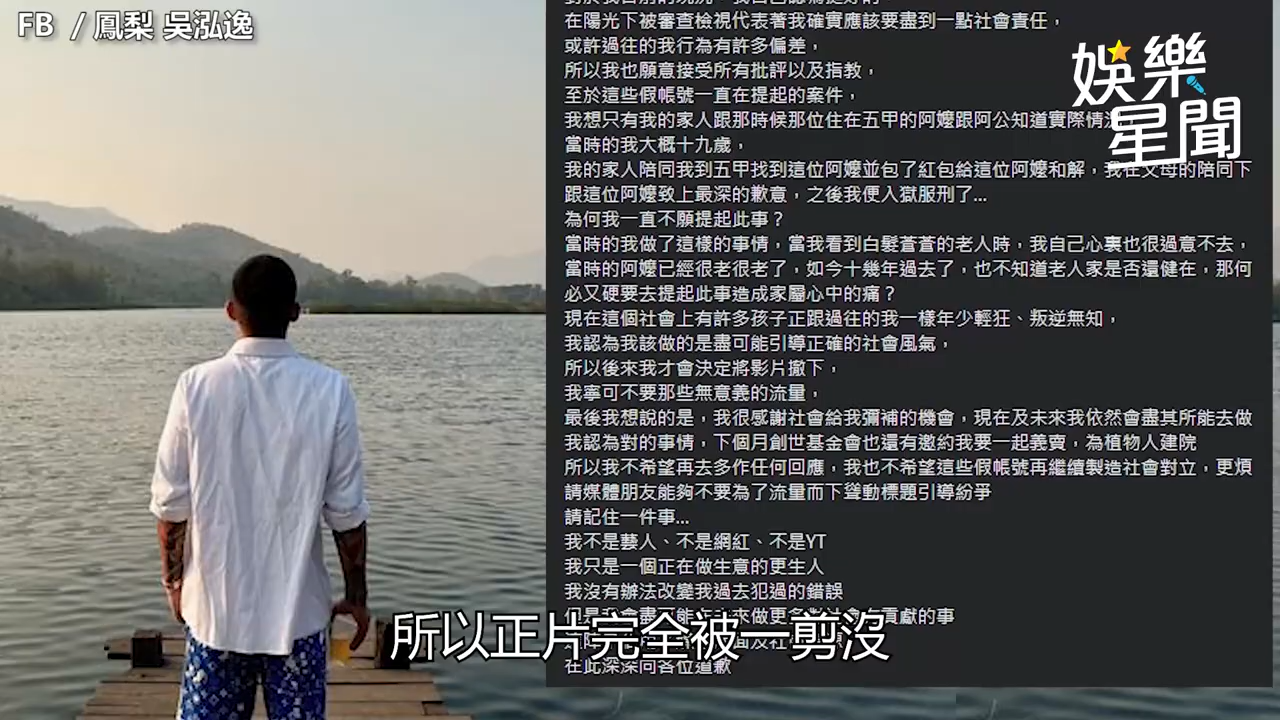 FB / 鳳梨 吳泓逸
娛樂星聞
在陽光下被審查檢視代表著我確實應該要盡到一點社會責任，
或許過往的我行為有許多偏差，
所以我也願意接受所有批評以及指教，
至於這些假帳號一直在提起的案件，
我想只有我的家人跟那時候那位住在五甲的阿嬤跟阿公知道實際情
當時的我大概十九歲，
我的家人陪同我到五甲找到這位阿嬤並包了紅包給這位阿嬤和解，我在父母的陪同下
跟這位阿嬤致上最深的歉意，之後我便入獄服刑了...
為何我一直不願提起此事？
當時的我做了這樣的事情，當我看到白髮蒼蒼的老人時，我自己心裏也很過意不去，
當時的阿嬤已經很老很老了，如今十幾年過去了，也不知道老人家是否還健在，那何
必又硬要去提起此事造成家屬心中的痛？
現在這個社會上有許多孩子正跟過往的我一樣年少輕狂、叛逆無知，
我認為我該做的是盡可能引導正確的社會風氣，
所以後來我才會決定將影片撤下，
我寧可不要那些無意義的流量，
最後我想說的是，我很感謝社會給我彌補的機會，現在及未來我依然會盡其所能去做
我認為對的事情，下個月創世基金會也還有邀約我要一起義賣，為植物人建院
所以我不希望再去多作任何回應，我也不希望這些假帳號再繼續製造社會對立，更煩
請媒體朋友能夠不要為了流量而下聳動標題引導紛爭
請記住一件事...
我不是藝人、不是網紅、不是YT
我只是一個正在做生意的更生人
我沒有辦法改變我過去犯過的錯誤
獻的事
在此深深向各位道歉
所以正片完全被一剪沒